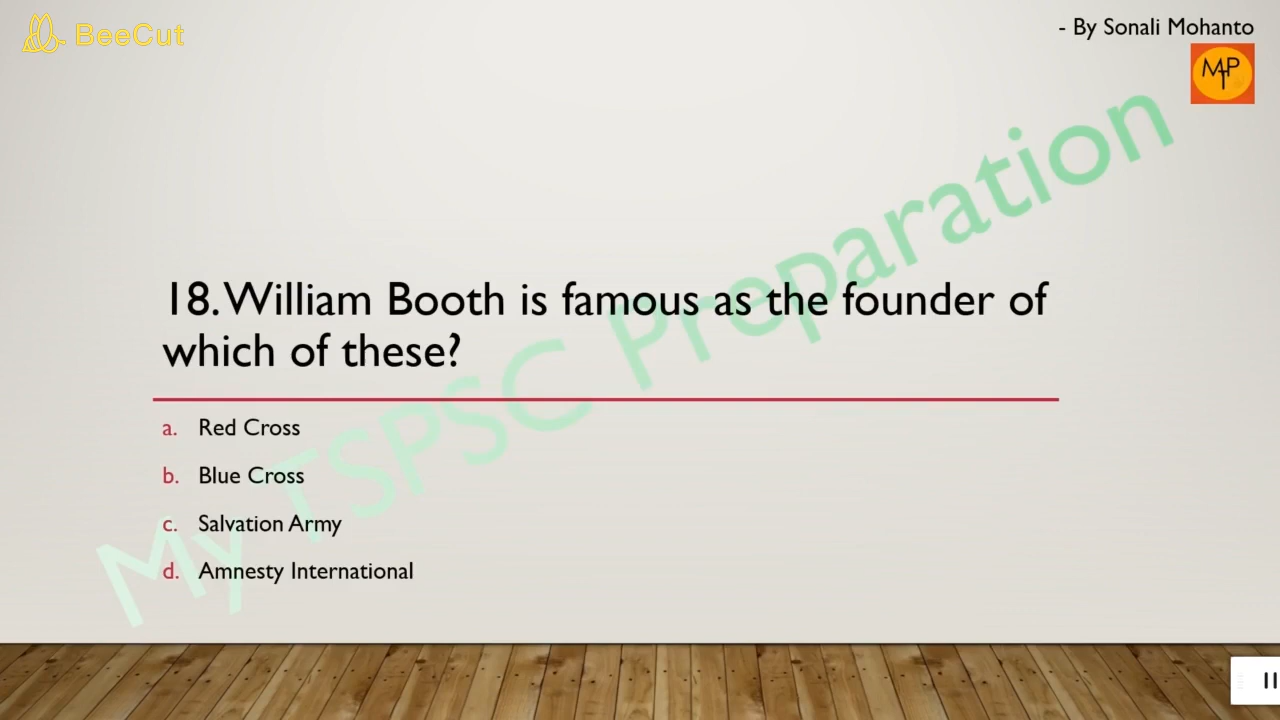 BeeCut
- By Sonali Mohanto
MTP
18. William Booth is famous as the founder of
which of these?
a. Red Cross
b. Blue Cross
c. Salvation Army
d. Amnesty International
My TSPSC Preparation